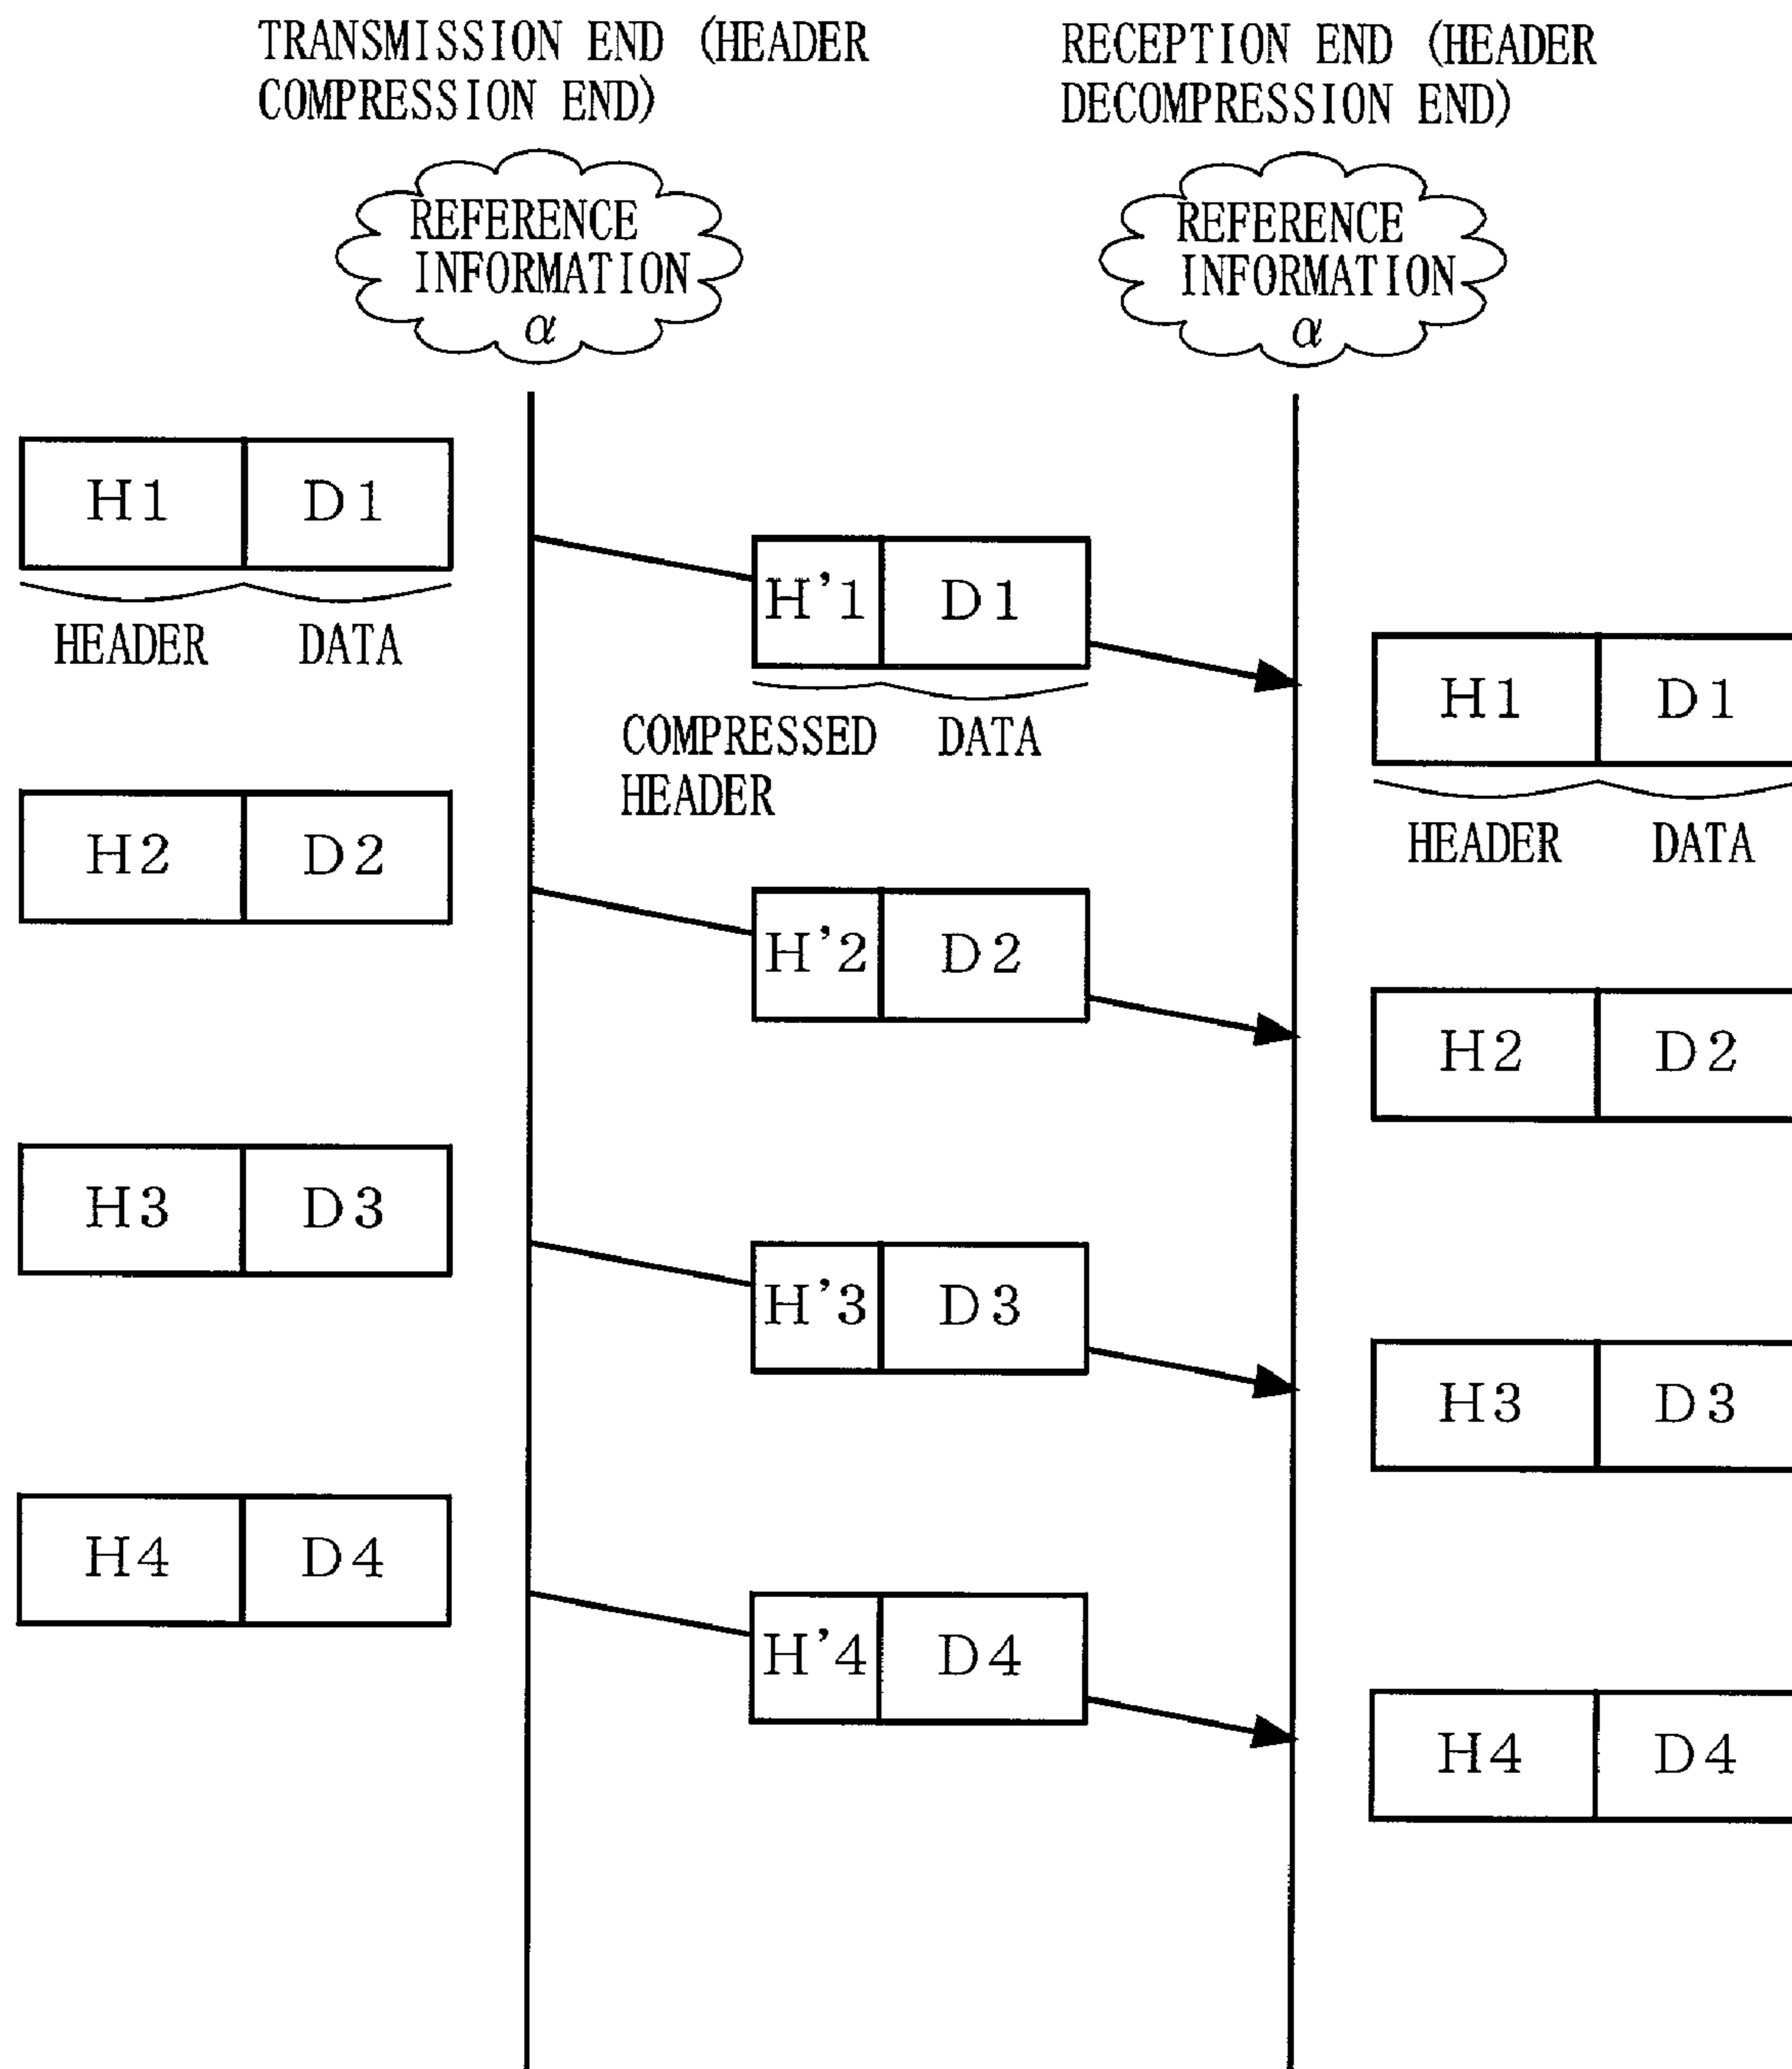 TRANSMISSION END (HEADER
COMPRESSION END)
RECEPTION END (HEADER
DECOMPRESSION END)
REFERENCE
INFORMATION
α
REFERENCE
INFORMATION
α
H1 D1
HEADER DATA
H'1 D1
COMPRESSED DATA
HEADER
H1 D1
HEADER DATA
H2 D2
H'2 D2
H2 D2
H3 D3
H'3 D3
H3 D3
H4 D4
H'4 D4
H4 D4